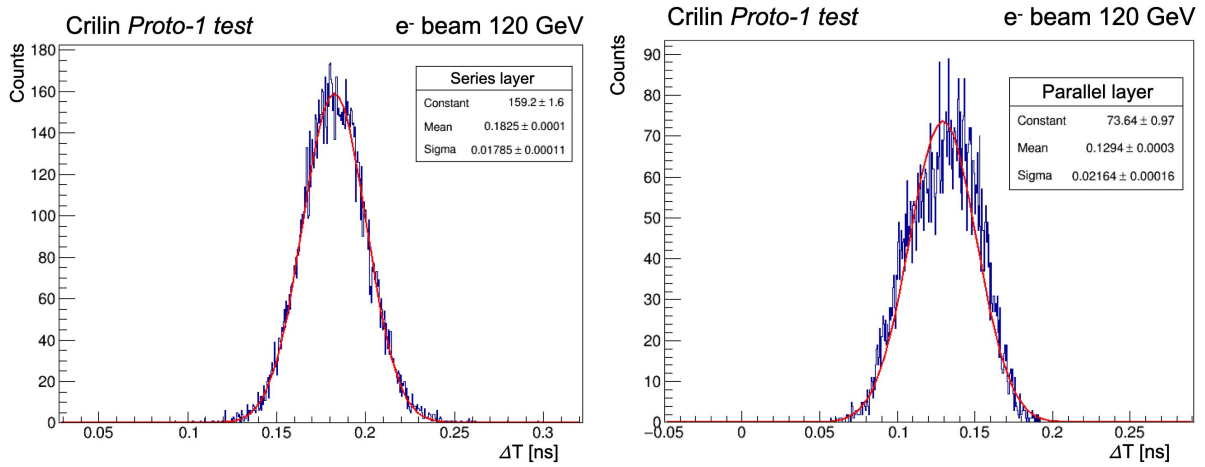 Crilin Proto-1 test e⁻ beam 120 GeV
Counts
180
160
140
120
100
80
60
40
20
0
Series layer
Constant 159.2 ± 1.6
Mean 0.1825 ± 0.0001
Sigma 0.01785 ± 0.00011
0.05 0.1 0.15 0.2 0.25 0.3
ΔT [ns]
Crilin Proto-1 test e⁻ beam 120 GeV
Counts
90
80
70
60
50
40
30
20
10
0
Parallel layer
Constant 73.64 ± 0.97
Mean 0.1294 ± 0.0003
Sigma 0.02164 ± 0.00016
−0.05 0 0.05 0.1 0.15 0.2 0.25
ΔT [ns]